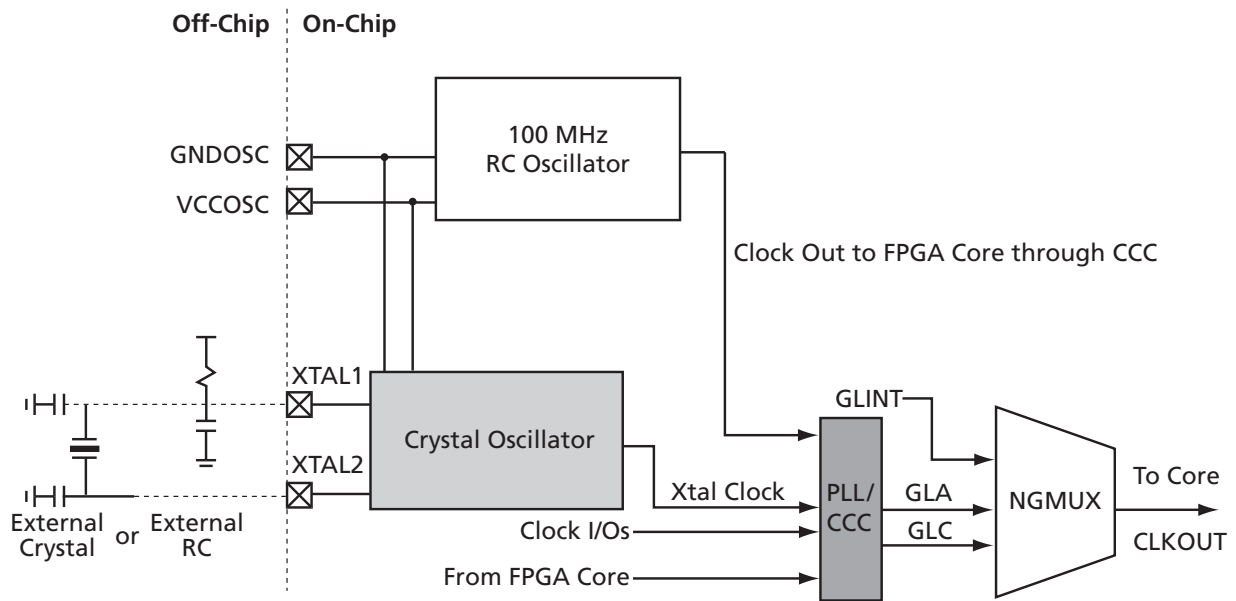 Off-Chip
On-Chip
100 MHz
RC Oscillator
GNDOSC
VCCOSC
Clock Out to FPGA Core through CCC
XTAL1
GLINT
Crystal Oscillator
XTAL2
To Core
Xtal Clock
PLL/
CCC
GLA
NGMUX
External
Crystal
or
External
RC
Clock I/Os
GLC
CLKOUT
From FPGA Core